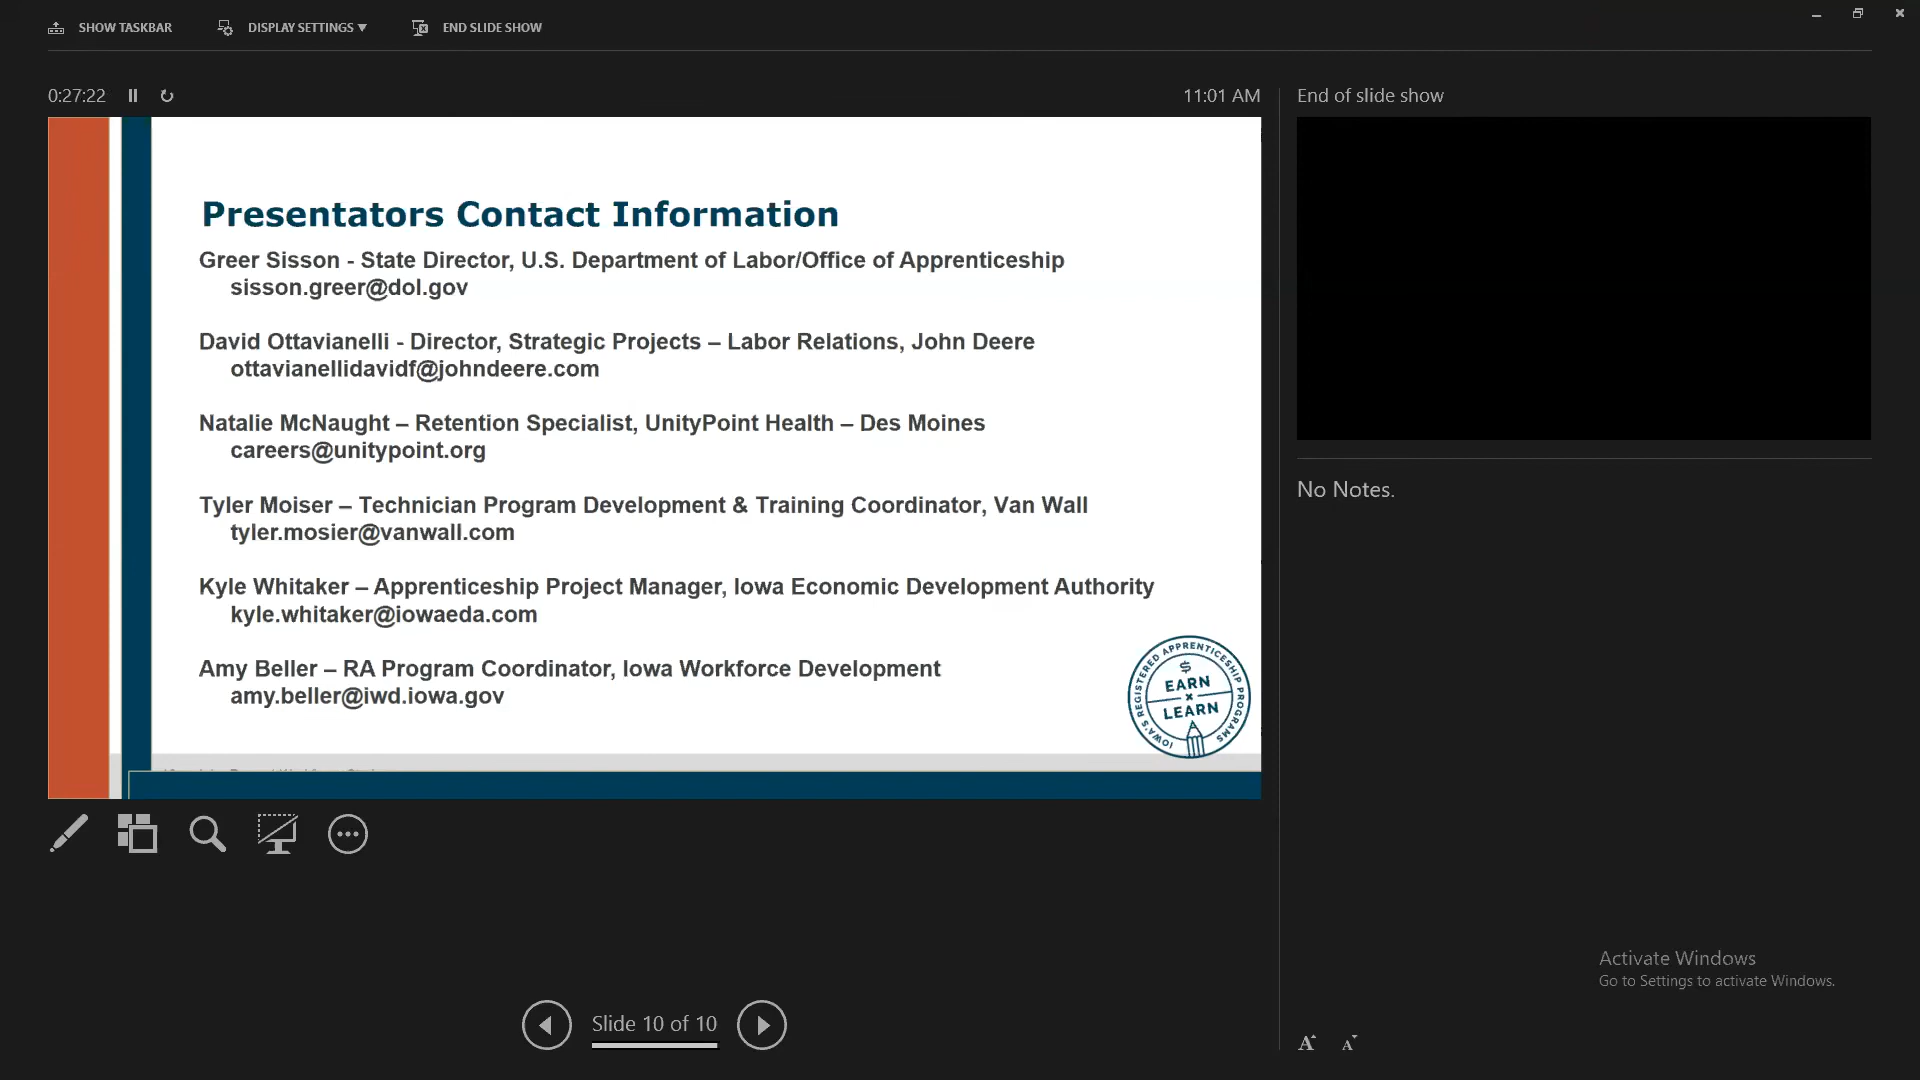 SHOW TASKBAR
DISPLAY SETTINGS ▼
END SLIDE SHOW
0:27:22
11:01 AM
End of slide show
Presentators Contact Information
Greer Sisson - State Director, U.S. Department of Labor/Office of Apprenticeship
sisson.greer@dol.gov
David Ottavianelli - Director, Strategic Projects – Labor Relations, John Deere
ottavianellidavidf@johndeere.com
Natalie McNaught – Retention Specialist, UnityPoint Health – Des Moines
careers@unitypoint.org
Tyler Moiser – Technician Program Development & Training Coordinator, Van Wall
tyler.mosier@vanwall.com
Kyle Whitaker – Apprenticeship Project Manager, Iowa Economic Development Authority
kyle.whitaker@iowaeda.com
Amy Beller – RA Program Coordinator, Iowa Workforce Development
amy.beller@iwd.iowa.gov
IOWA'S REGISTERED APPRENTICESHIP PROGRAMS
$
EARN
×
LEARN
No Notes.
Activate Windows
Go to Settings to activate Windows.
Slide 10 of 10
A A